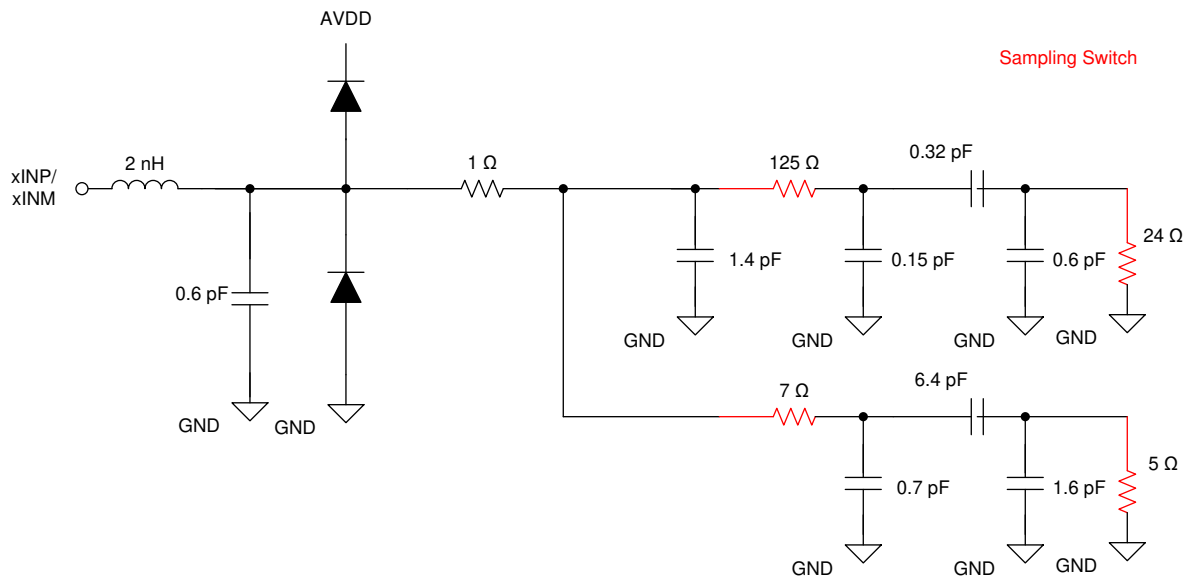 AVDD
Sampling Switch
xINP/
xINM
2 nH
1 Ω
125 Ω
0.32 pF
24 Ω
0.6 pF
1.4 pF
0.15 pF
0.6 pF
GND
GND
GND
GND
GND
GND
7 Ω
6.4 pF
5 Ω
0.7 pF
1.6 pF
GND
GND
GND